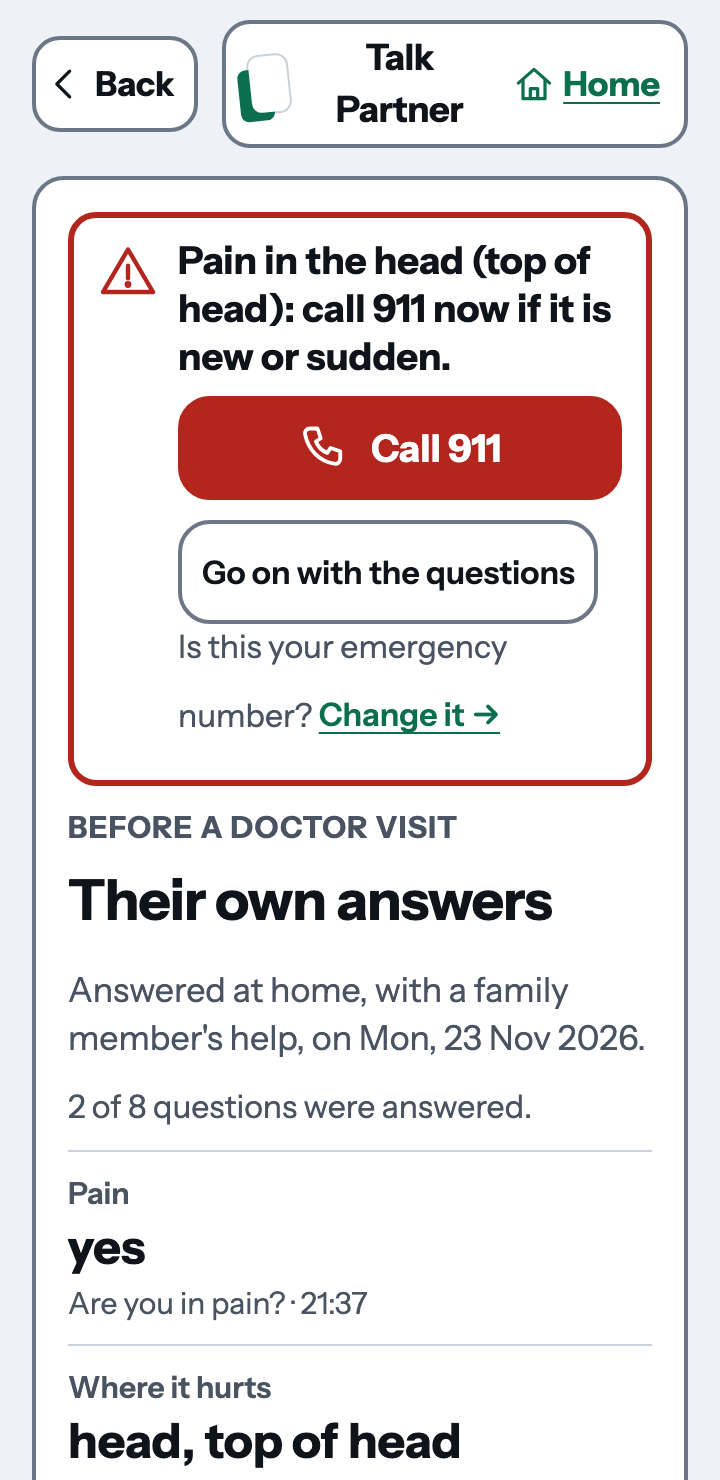 Back
Talk
Partner
Home
Pain in the head (top of
head): call 911 now if it is
new or sudden.
Call 911
Go on with the questions
Is this your emergency
number? Change it →
BEFORE A DOCTOR VISIT
Their own answers
Answered at home, with a family
member's help, on Mon, 23 Nov 2026.
2 of 8 questions were answered.
Pain
yes
Are you in pain? · 21:37
Where it hurts
head, top of head